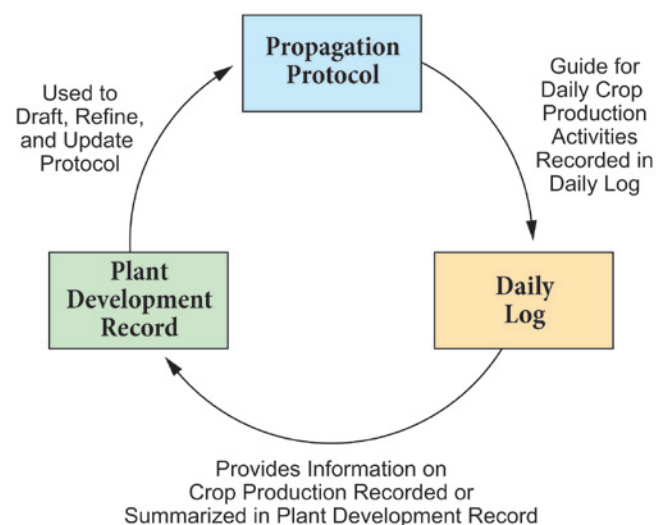 Propagation
Protocol
Guide for
Daily Crop
Production
Activities
Recorded in
Daily Log
Daily
Log
Provides Information on
Crop Production Recorded or
Summarized in Plant Development Record
Plant
Development
Record
Used to
Draft, Refine,
and Update
Protocol